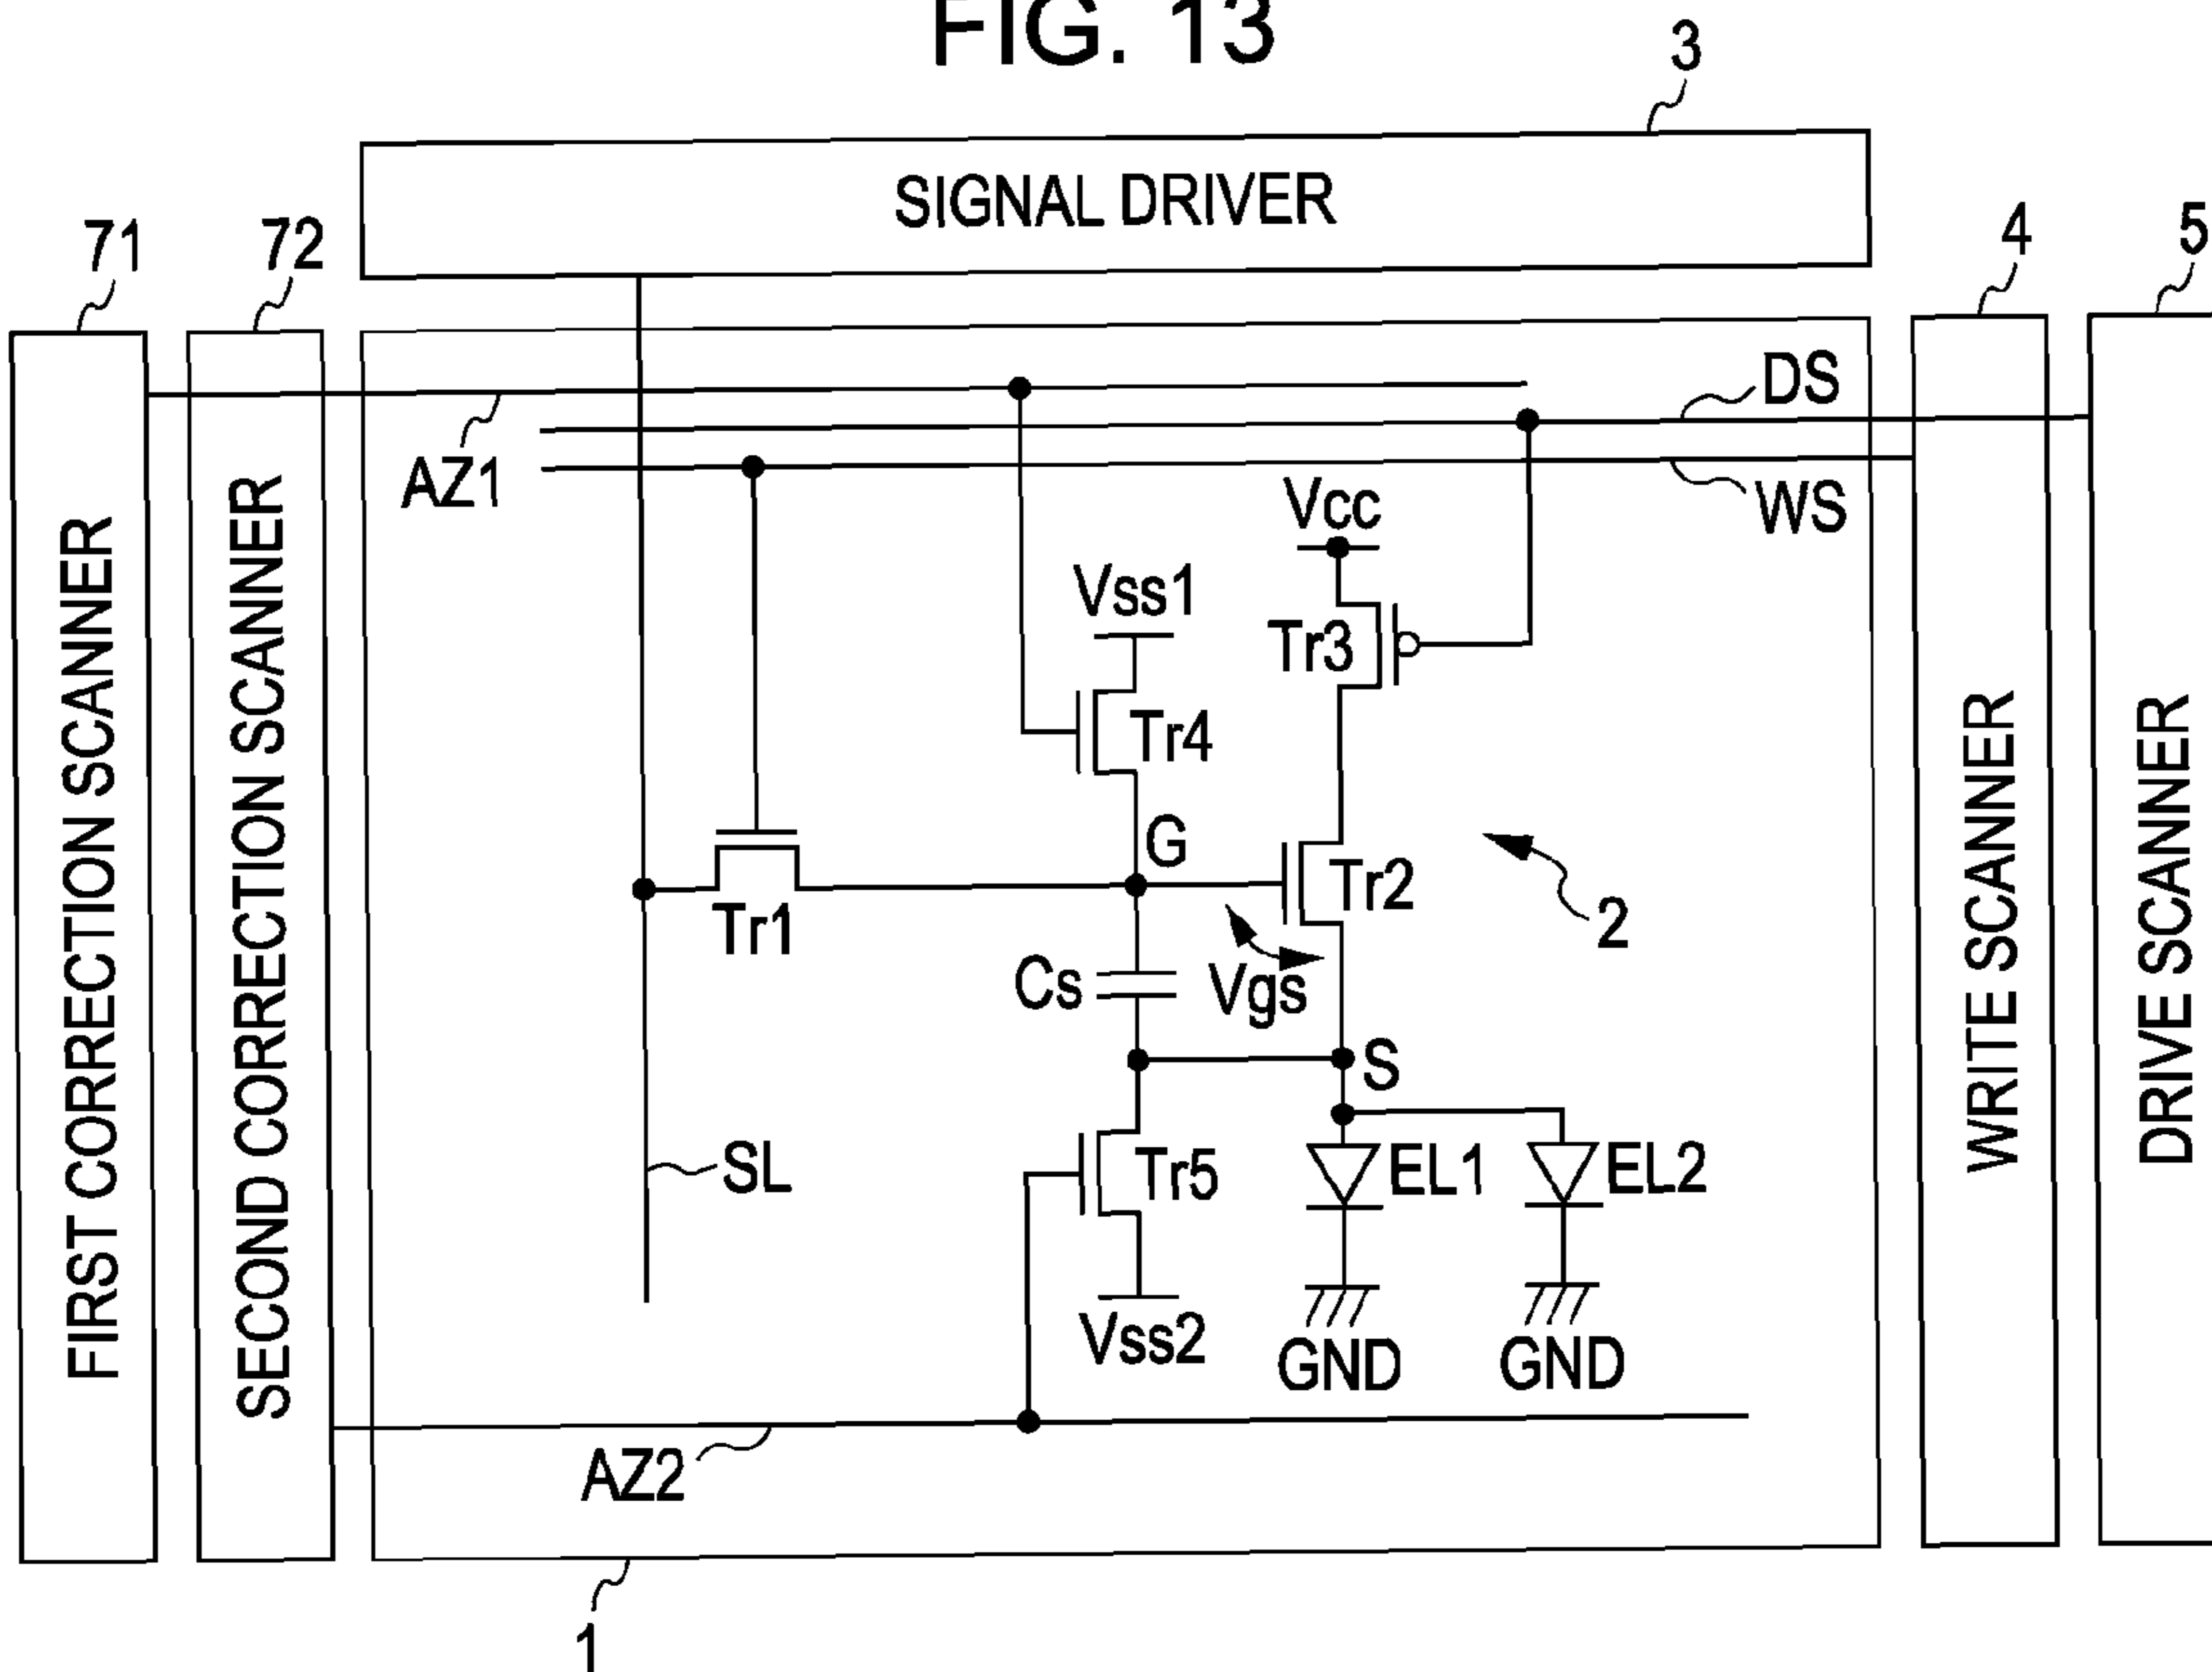 FIG. 13
3
SIGNAL DRIVER
71
72
4
5
DS
AZ1
WS
Vcc
Vss1
Tr3
Tr4
G
Tr2
Tr1
2
Cs
Vgs
S
SL
Tr5
EL1
EL2
Vss2
GND
GND
AZ2
1
FIRST CORRECTION SCANNER
SECOND CORRECTION SCANNER
WRITE SCANNER
DRIVE SCANNER